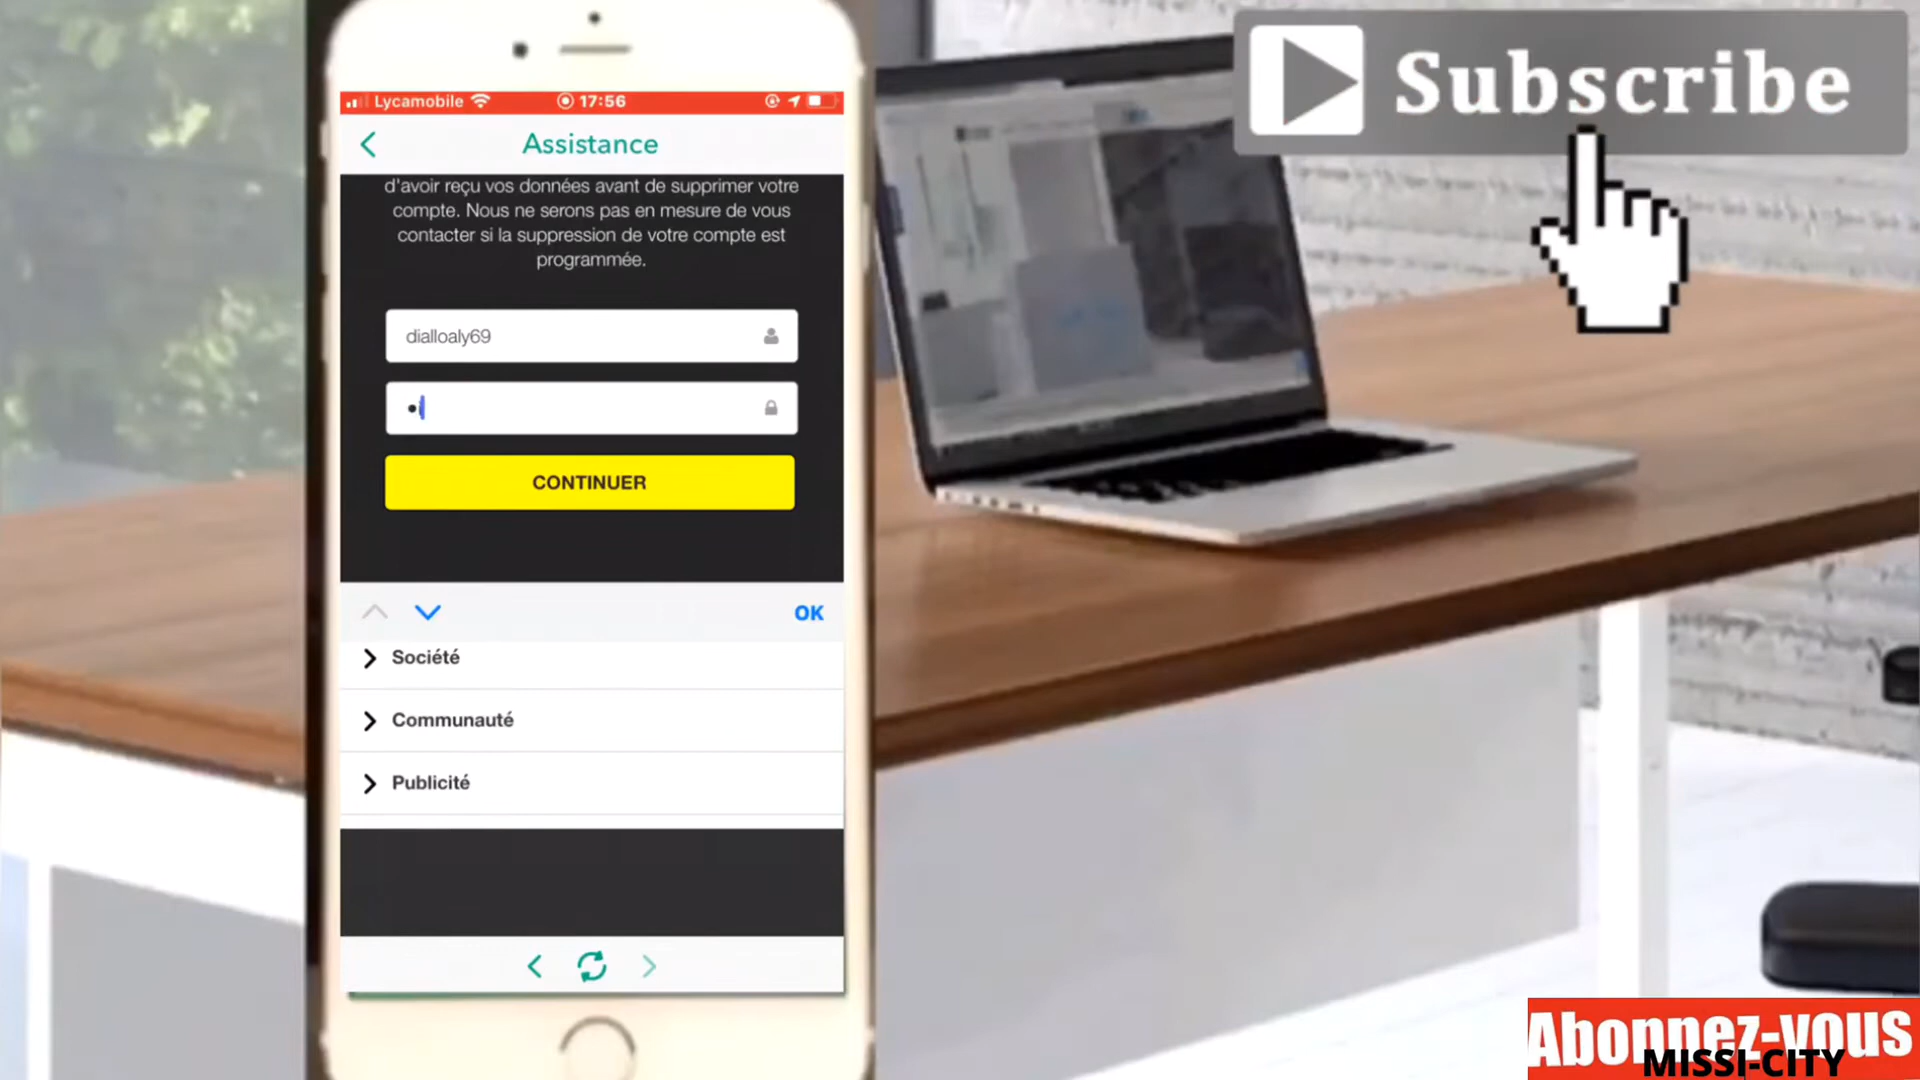 Lycamobile
17:56
Assistance
d'avoir reçu vos données avant de supprimer votre
compte. Nous ne serons pas en mesure de vous
contacter si la suppression de votre compte est
programmée.
dialloaly69
CONTINUER
OK
Société
Communauté
Publicité
Subscribe
Abonnez-vous
MISSI-CITY